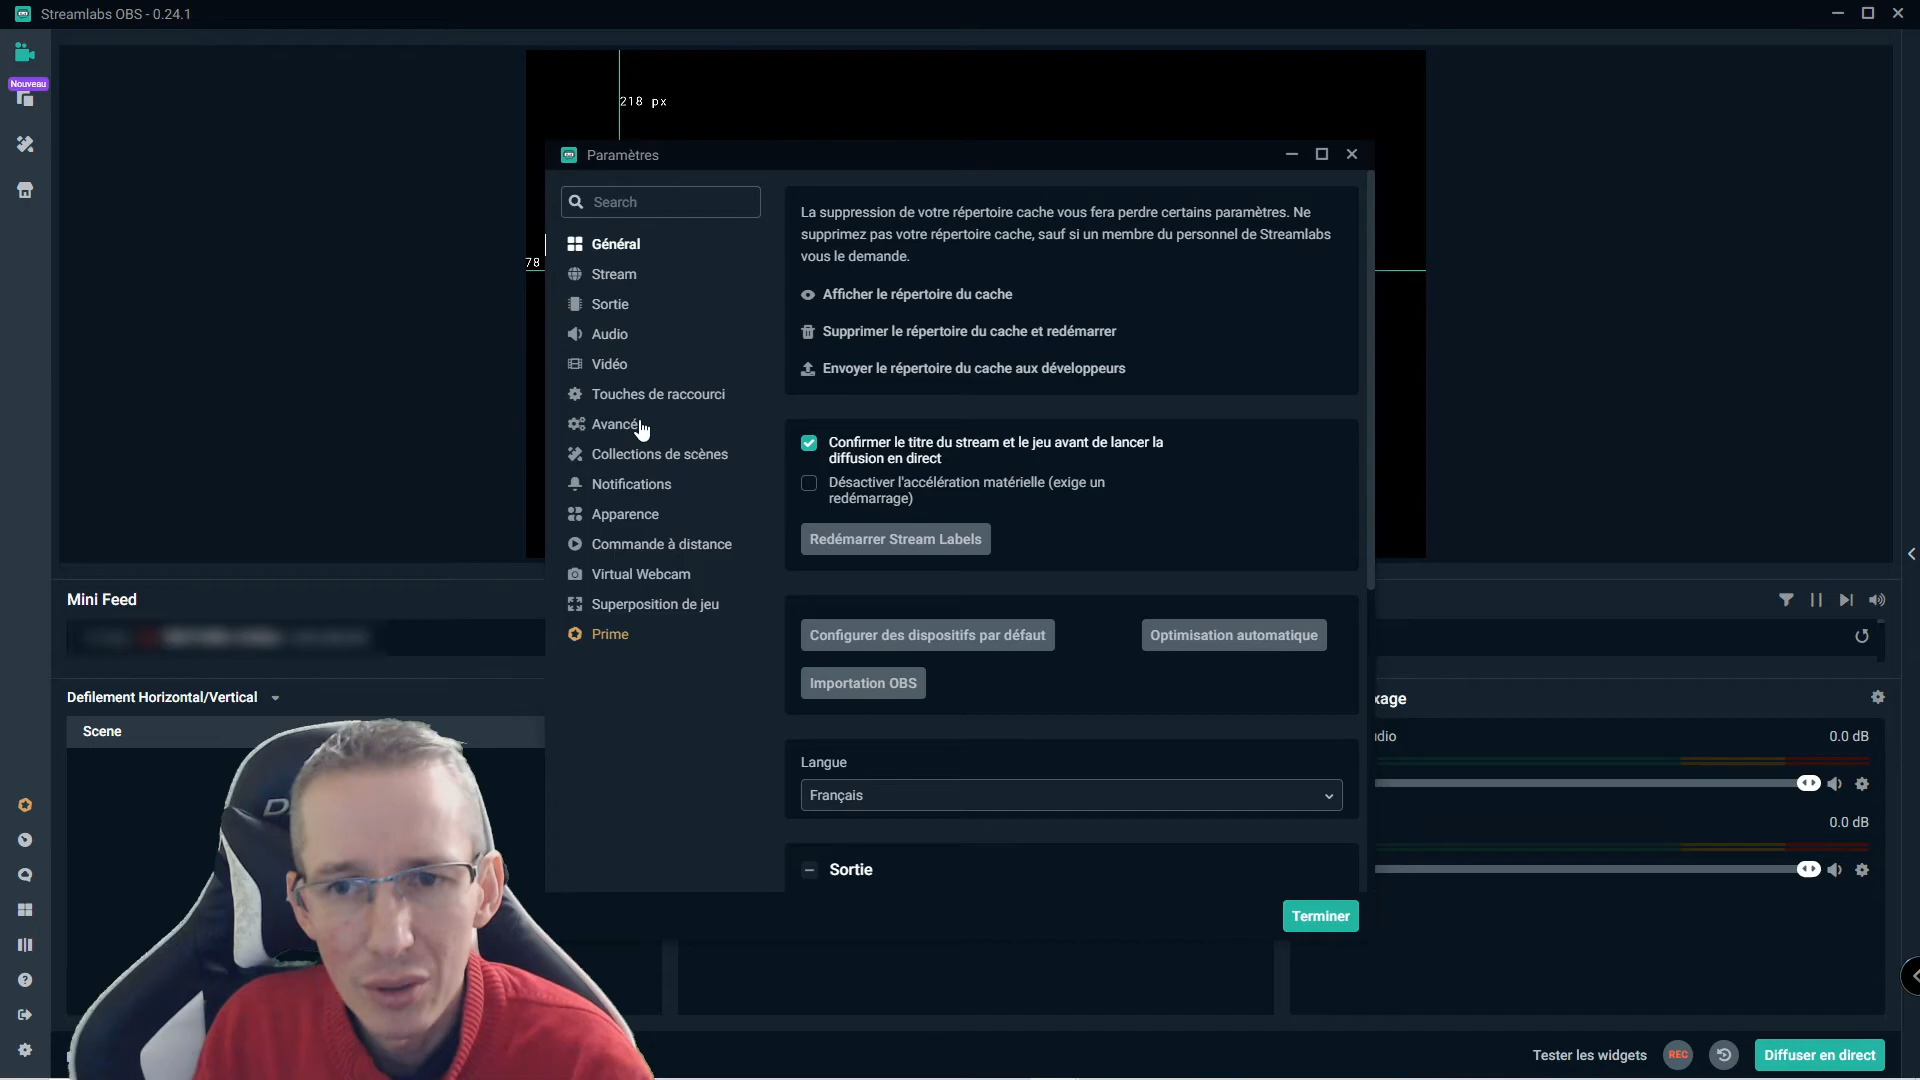 Streamlabs OBS - 0.24.1
Nouveau
218 px
78
Paramètres
Search
Général
Stream
Sortie
Audio
Vidéo
Touches de raccourci
Avancé
Collections de scènes
Notifications
Apparence
Commande à distance
Virtual Webcam
Superposition de jeu
Prime
La suppression de votre répertoire cache vous fera perdre certains paramètres. Ne
supprimez pas votre répertoire cache, sauf si un membre du personnel de Streamlabs
vous le demande.
Afficher le répertoire du cache
Supprimer le répertoire du cache et redémarrer
Envoyer le répertoire du cache aux développeurs
Confirmer le titre du stream et le jeu avant de lancer la
diffusion en direct
Désactiver l'accélération matérielle (exige un
redémarrage)
Redémarrer Stream Labels
Configurer des dispositifs par défaut
Optimisation automatique
Importation OBS
Langue
Français
Sortie
Terminer
Mini Feed
Defilement Horizontal/Vertical
Scene
xage
dio
0.0 dB
0.0 dB
Tester les widgets
REC
Diffuser en direct